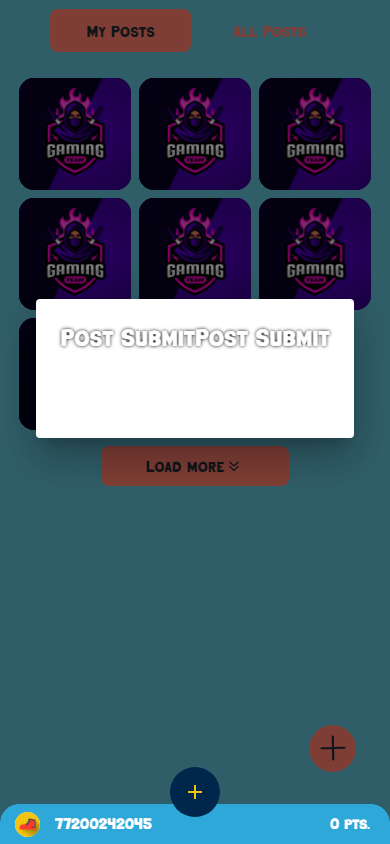 My Posts
All Posts
GAMING
TEAM
GAMING
TEAM
GAMING
TEAM
GAMING
TEAM
GAMING
TEAM
GAMING
TEAM
Post SubmitPost Submit
Load more
77200242045
0 pts.